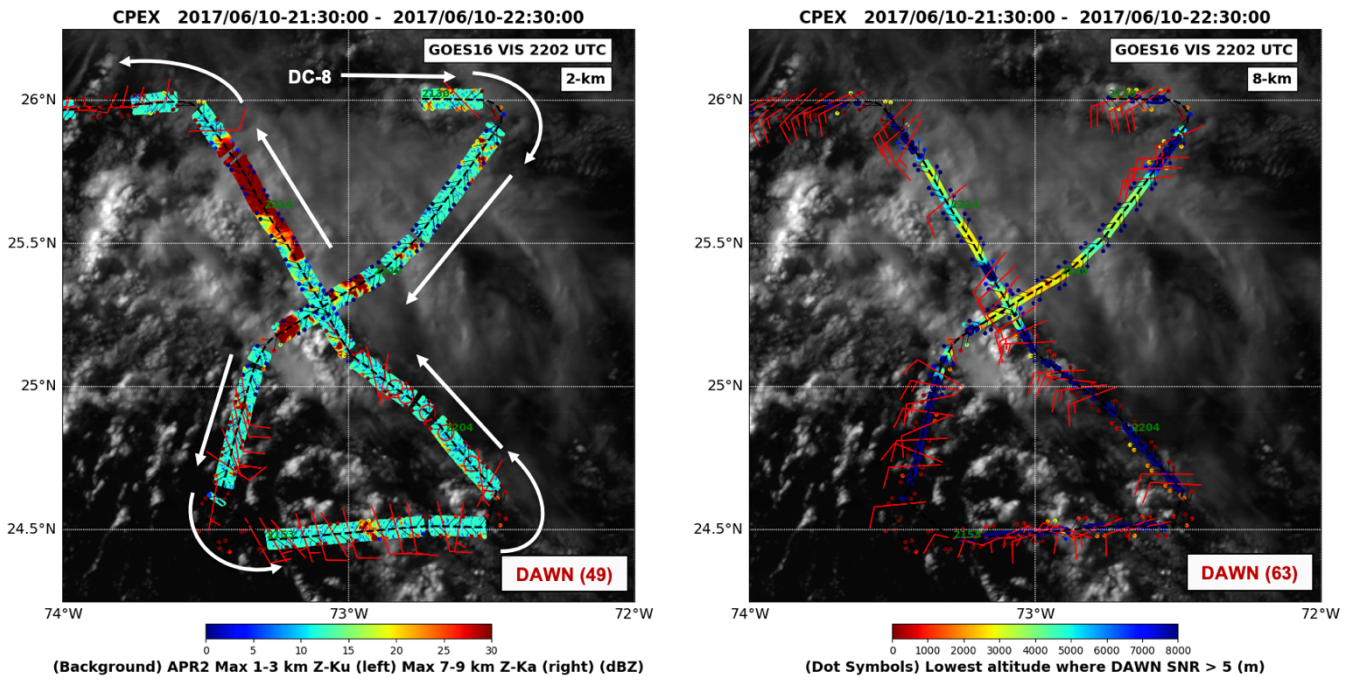 CPEX 2017/06/10-21:30:00 - 2017/06/10-22:30:00
GOES16 VIS 2202 UTC
2-km
DC-8
26°N
25.5°N
25°N
24.5°N
2204
2153
DAWN (49)
74°W
73°W
72°W
0 5 10 15 20 25 30
(Background) APR2 Max 1-3 km Z-Ku (left) Max 7-9 km Z-Ka (right) (dBZ)
CPEX 2017/06/10-21:30:00 - 2017/06/10-22:30:00
GOES16 VIS 2202 UTC
8-km
26°N
25.5°N
25°N
24.5°N
2204
2153
DAWN (63)
74°W
73°W
72°W
0 1000 2000 3000 4000 5000 6000 7000 8000
(Dot Symbols) Lowest altitude where DAWN SNR > 5 (m)